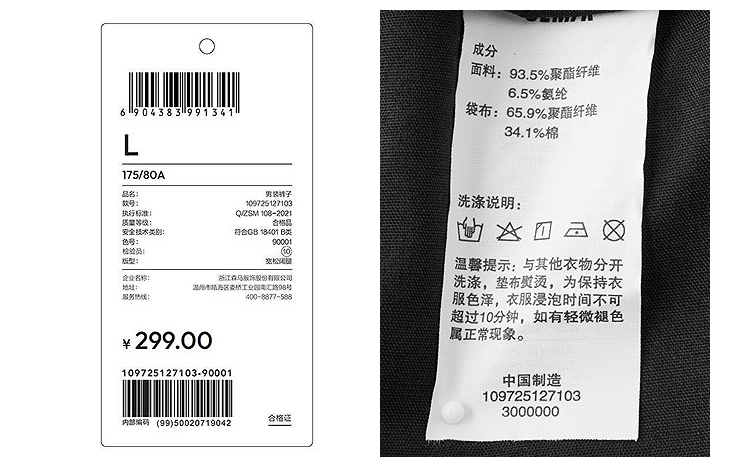 6 904383 991341
L
175/80A
品名: 男装裤子
款号: 109725127103
执行标准: Q/ZSM 108-2021
质量等级: 合格品
安全技术类别: 符合GB 18401 B类
色号: 90001
检验员: 10
版型: 宽松阔腿
企业名称: 浙江森马服饰股份有限公司
地址: 温州市瓯海区娄桥工业园南汇路98号
服务热线: 400-8877-588
¥ 299.00
109725127103-90001
内部编码 (99)50020719042
合格证
成分
面料: 93.5%聚酯纤维
6.5%氨纶
袋布: 65.9%聚酯纤维
34.1%棉
洗涤说明:
温馨提示: 与其他衣物分开
洗涤, 垫布熨烫, 为保持衣
服色泽, 衣服浸泡时间不可
超过10分钟, 如有轻微褪色
属正常现象。
中国制造
109725127103
3000000